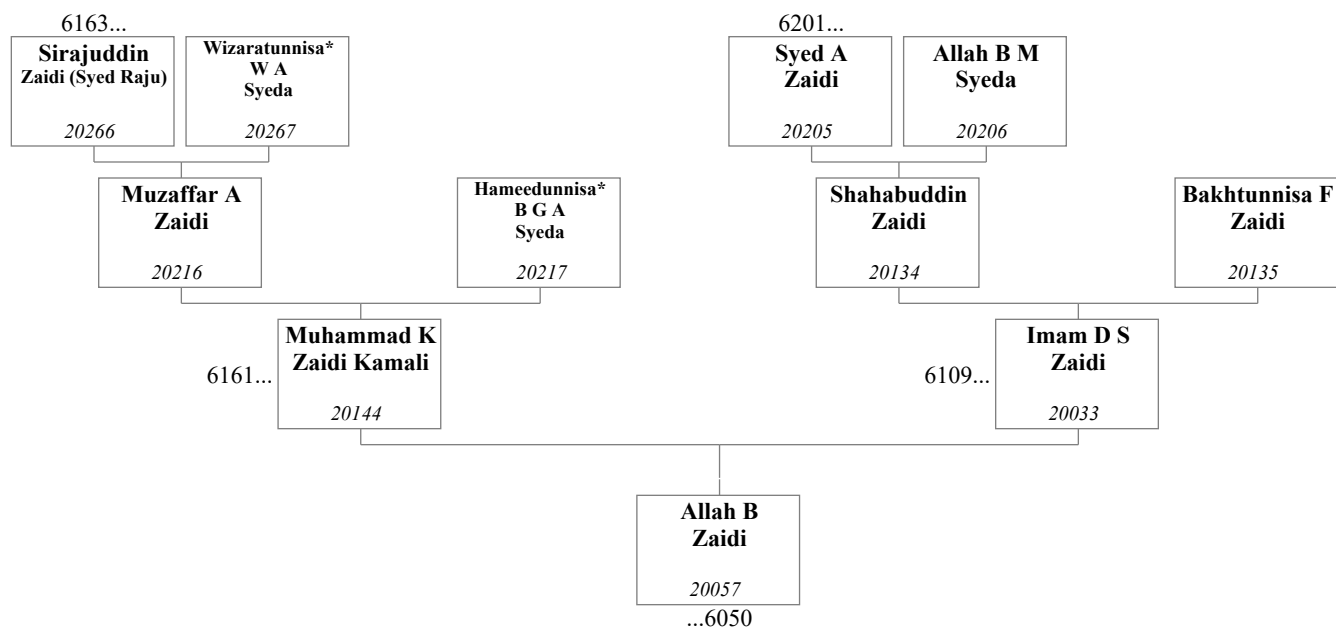 6163...
Sirajuddin
Zaidi (Syed Raju)
20266
Wizaratunnisa*
W A
Syeda
20267
6201...
Syed A
Zaidi
20205
Allah B M
Syeda
20206
Muzaffar A
Zaidi
20216
Hameedunnisa*
B G A
Syeda
20217
Shahabuddin
Zaidi
20134
Bakhtunnisa F
Zaidi
20135
6161...
Muhammad K
Zaidi Kamali
20144
6109...
Imam D S
Zaidi
20033
Allah B
Zaidi
20057
...6050